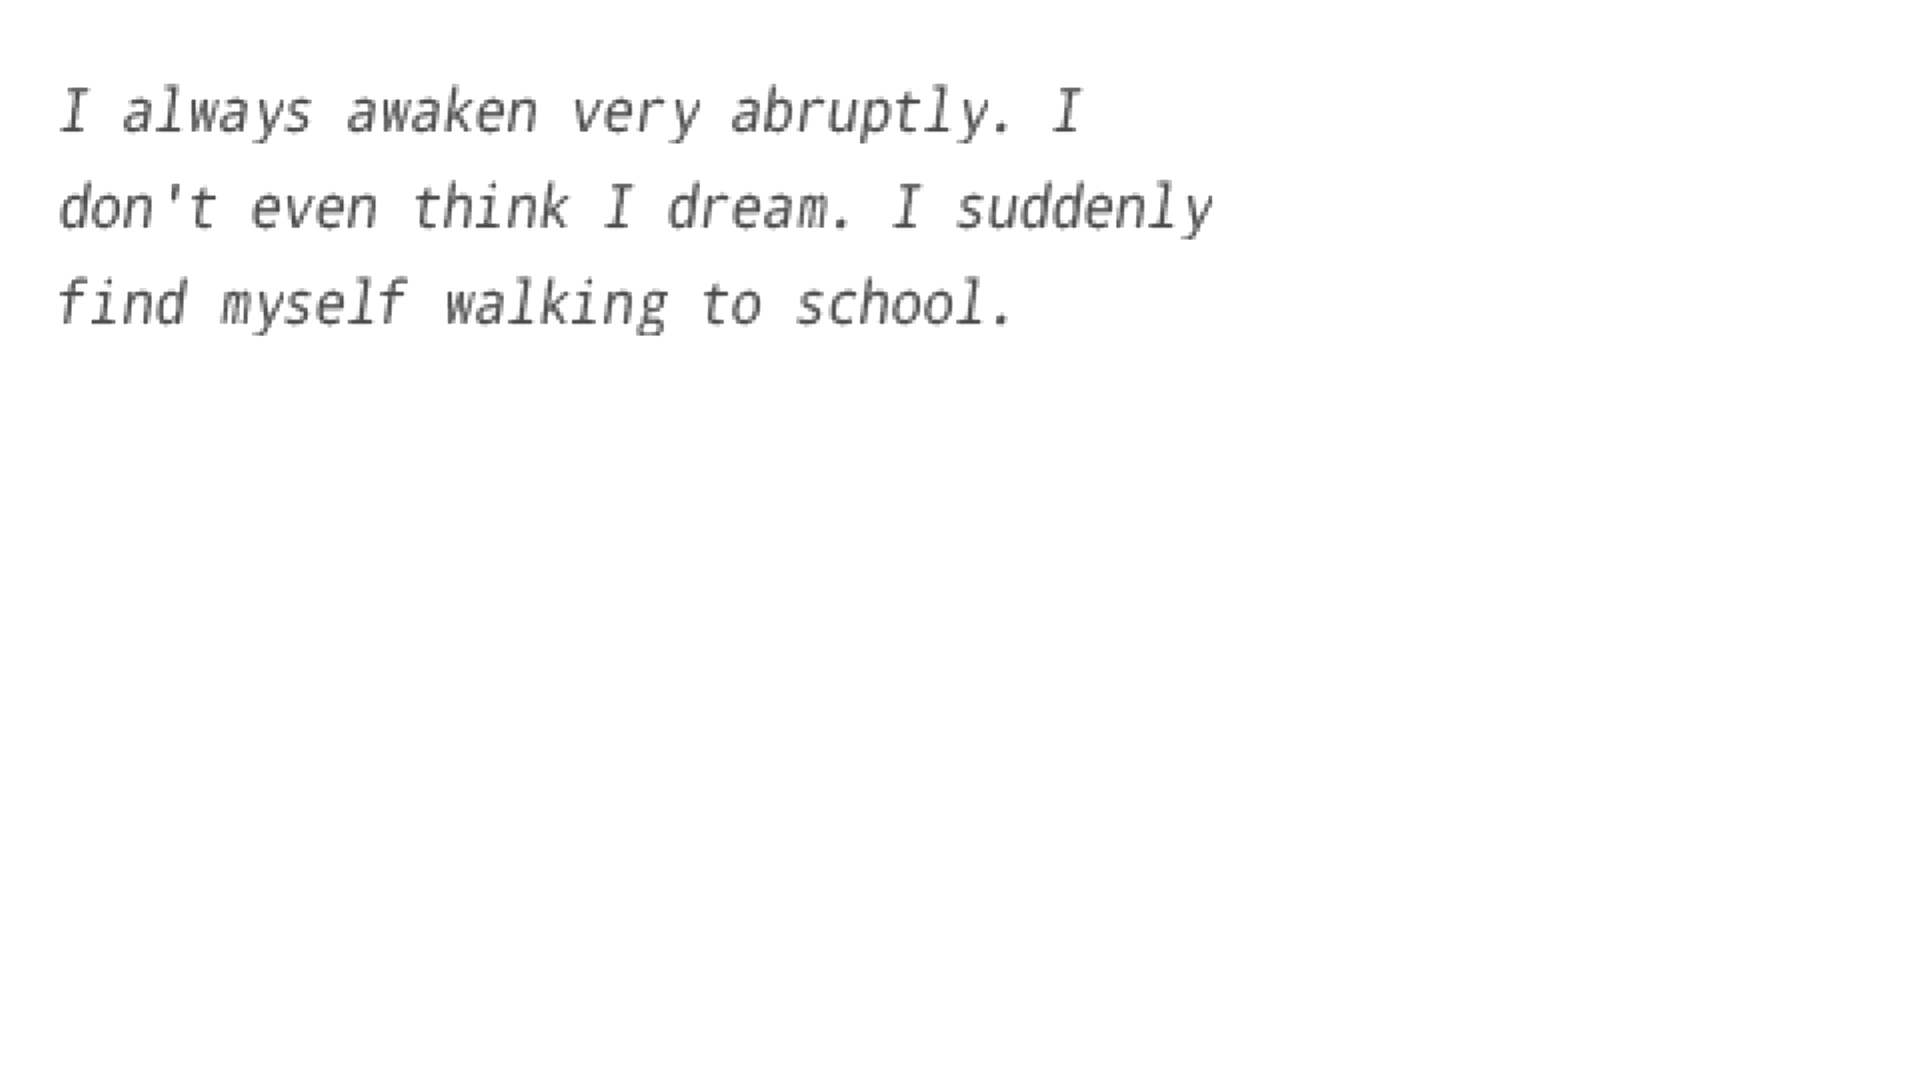 I always awaken very abruptly. I
don't even think I dream. I suddenly
find myself walking to school.